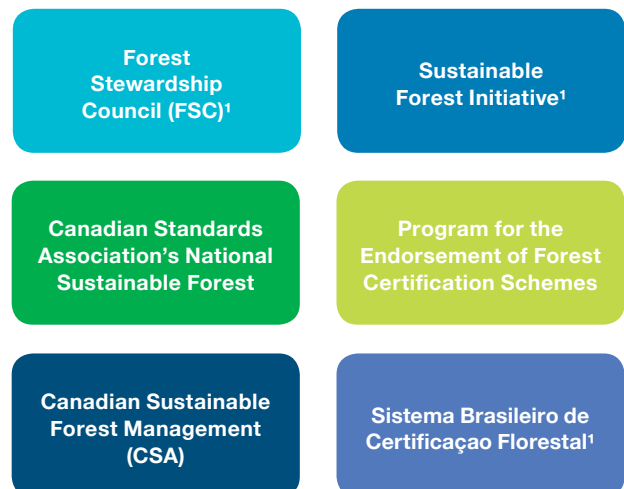 Forest
Stewardship
Council (FSC)¹
Sustainable
Forest Initiative¹
Canadian Standards
Association’s National
Sustainable Forest
Program for the
Endorsement of Forest
Certification Schemes
Canadian Sustainable
Forest Management
(CSA)
Sistema Brasileiro de
Certificaçao Florestal¹